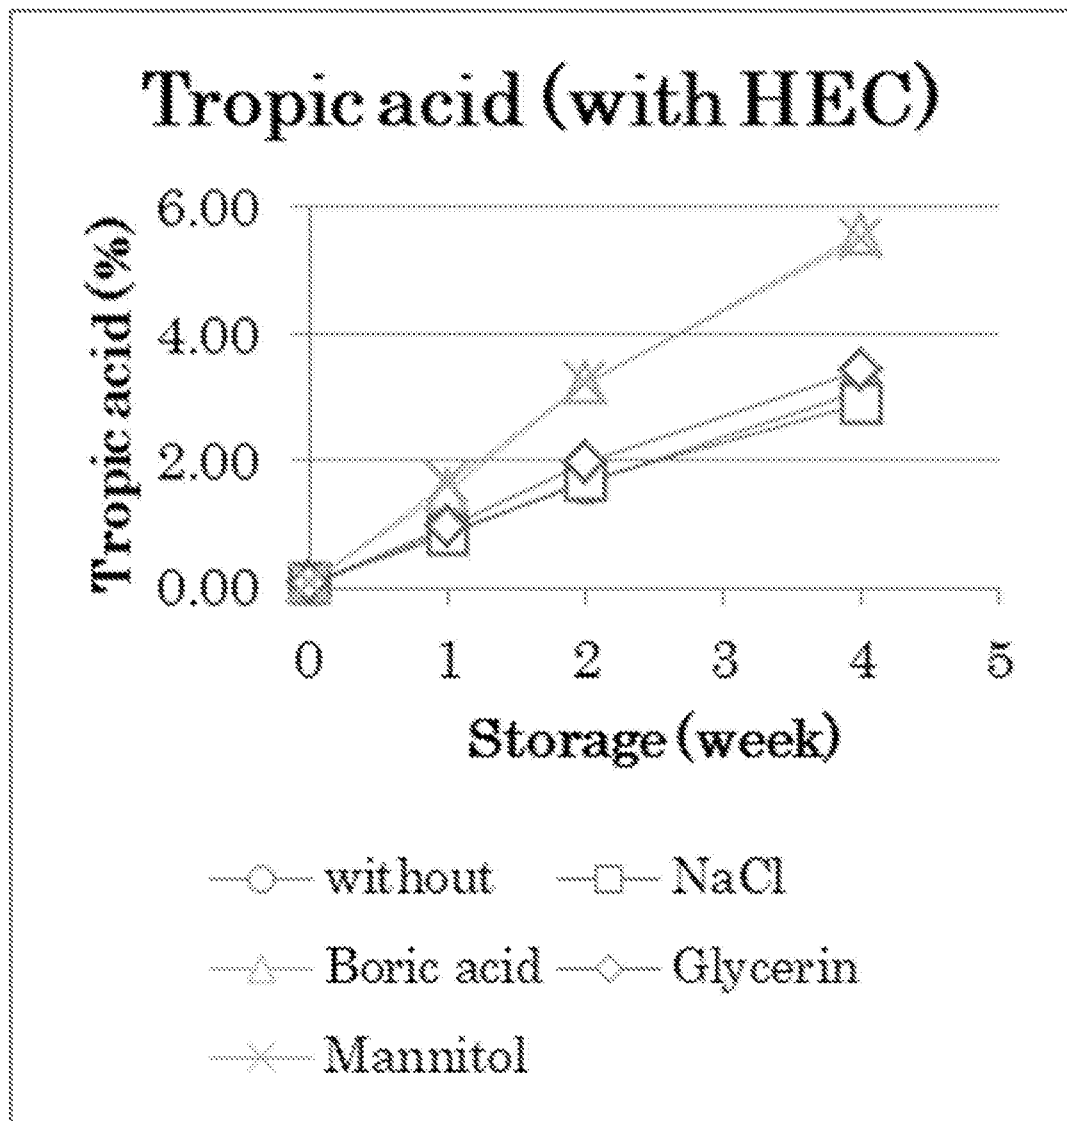 Tropic acid (with HEC)
Tropic acid (%)
6.00
4.00
2.00
0.00
0 1 2 3 4 5
Storage (week)
without NaCl
Boric acid Glycerin
Mannitol